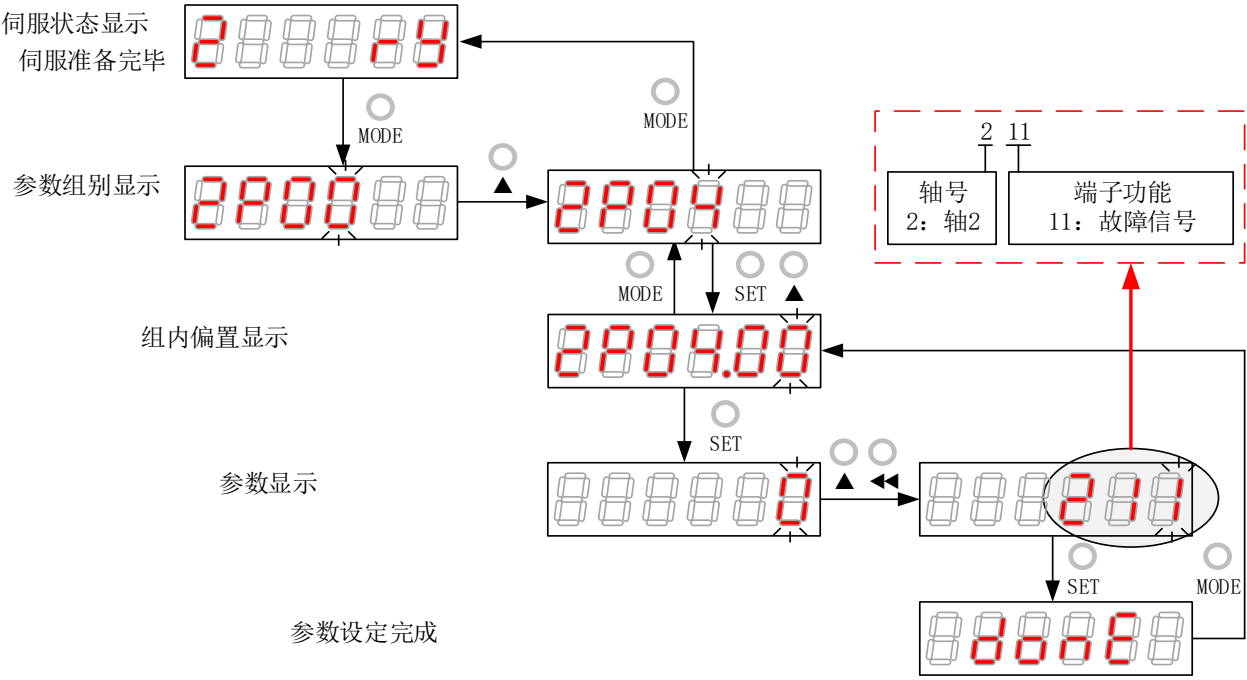 伺服状态显示
伺服准备完毕
2 ry
MODE
MODE
参数组别显示
2P00
▲
2P04
2 11
轴号
2：轴2
端子功能
11：故障信号
MODE
SET
▲
组内偏置显示
2P04.00
SET
参数显示
0
▲
◀◀
211
SET
MODE
参数设定完成
donE